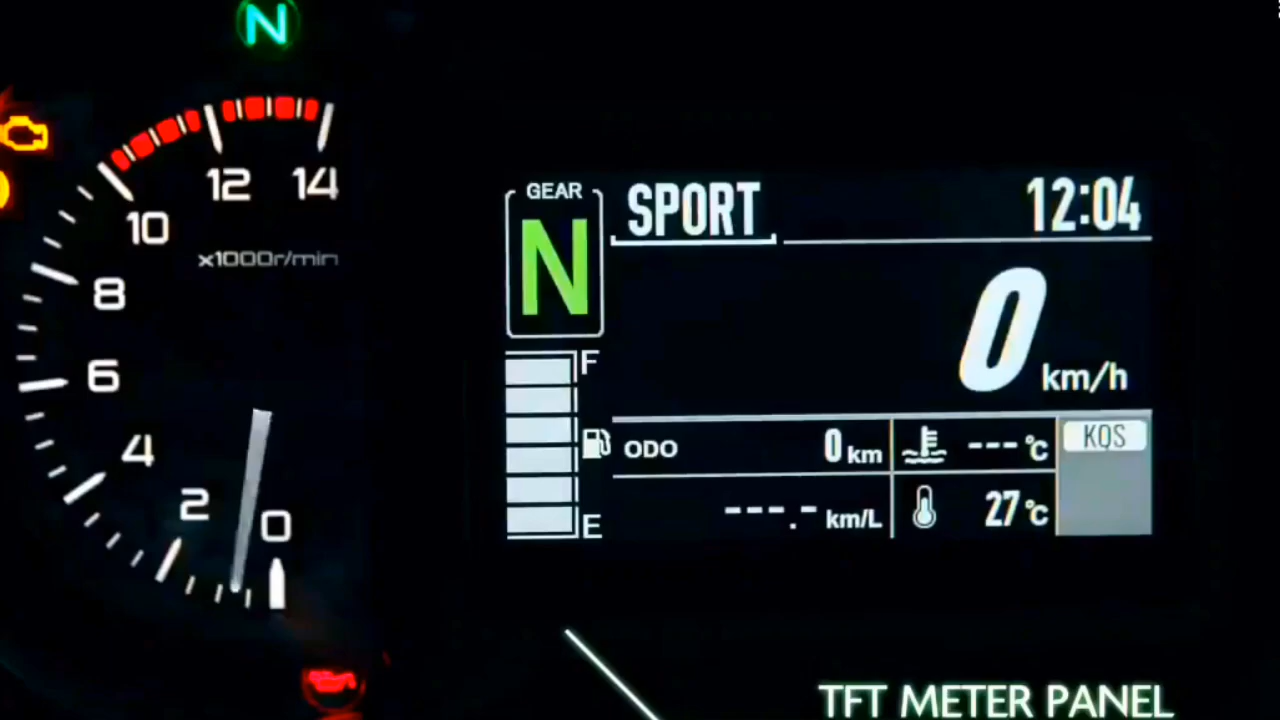 N
12 14
10
x1000r/min
8
6
4
2
0
GEAR
N
SPORT 12:04
0 km/h
F
E
ODO 0 km
---°C
KQS
---.- km/L
27°C
TFT METER PANEL